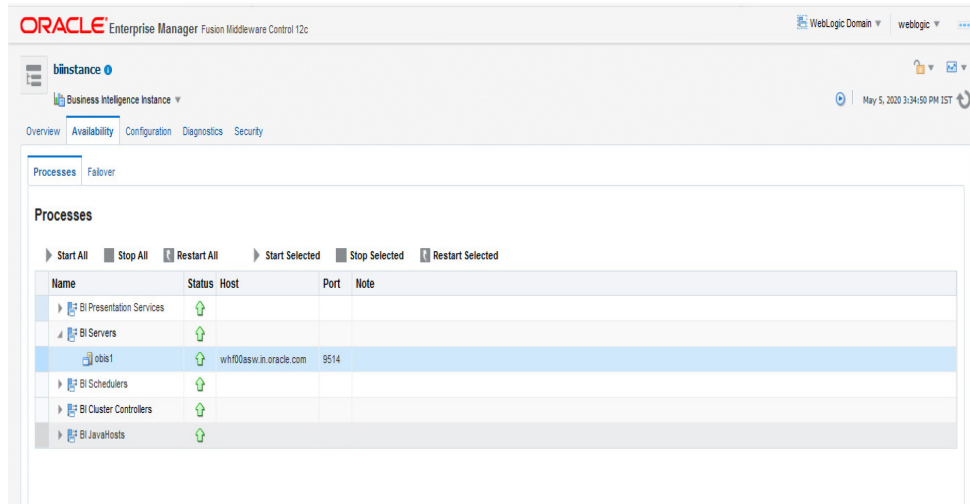 ORACLE Enterprise Manager Fusion Middleware Control 12c
WebLogic Domain weblogic
biinstance
Business Intelligence Instance
May 5, 2020 3:34:50 PM IST
Overview Availability Configuration Diagnostics Security
Processes Failover
Processes
Start All Stop All Restart All Start Selected Stop Selected Restart Selected
Name Status Host Port Note
BI Presentation Services
BI Servers
obis1 whf00asw.in.oracle.com 9514
BI Schedulers
BI Cluster Controllers
BI JavaHosts